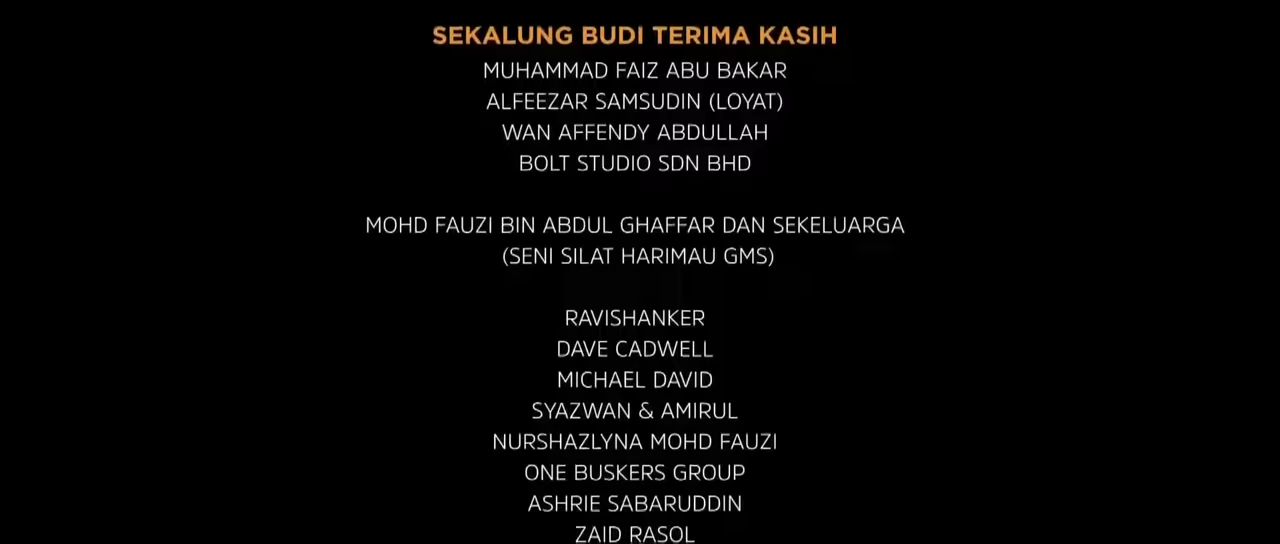 SEKALUNG BUDI TERIMA KASIH
MUHAMMAD FAIZ ABU BAKAR
ALFEEZAR SAMSUDIN (LOYAT)
WAN AFFENDY ABDULLAH
BOLT STUDIO SDN BHD
MOHD FAUZI BIN ABDUL GHAFFAR DAN SEKELUARGA
(SENI SILAT HARIMAU GMS)
RAVISHANKER
DAVE CADWELL
MICHAEL DAVID
SYAZWAN & AMIRUL
NURSHAZLYNA MOHD FAUZI
ONE BUSKERS GROUP
ASHRIE SABARUDDIN
ZAID RASOL